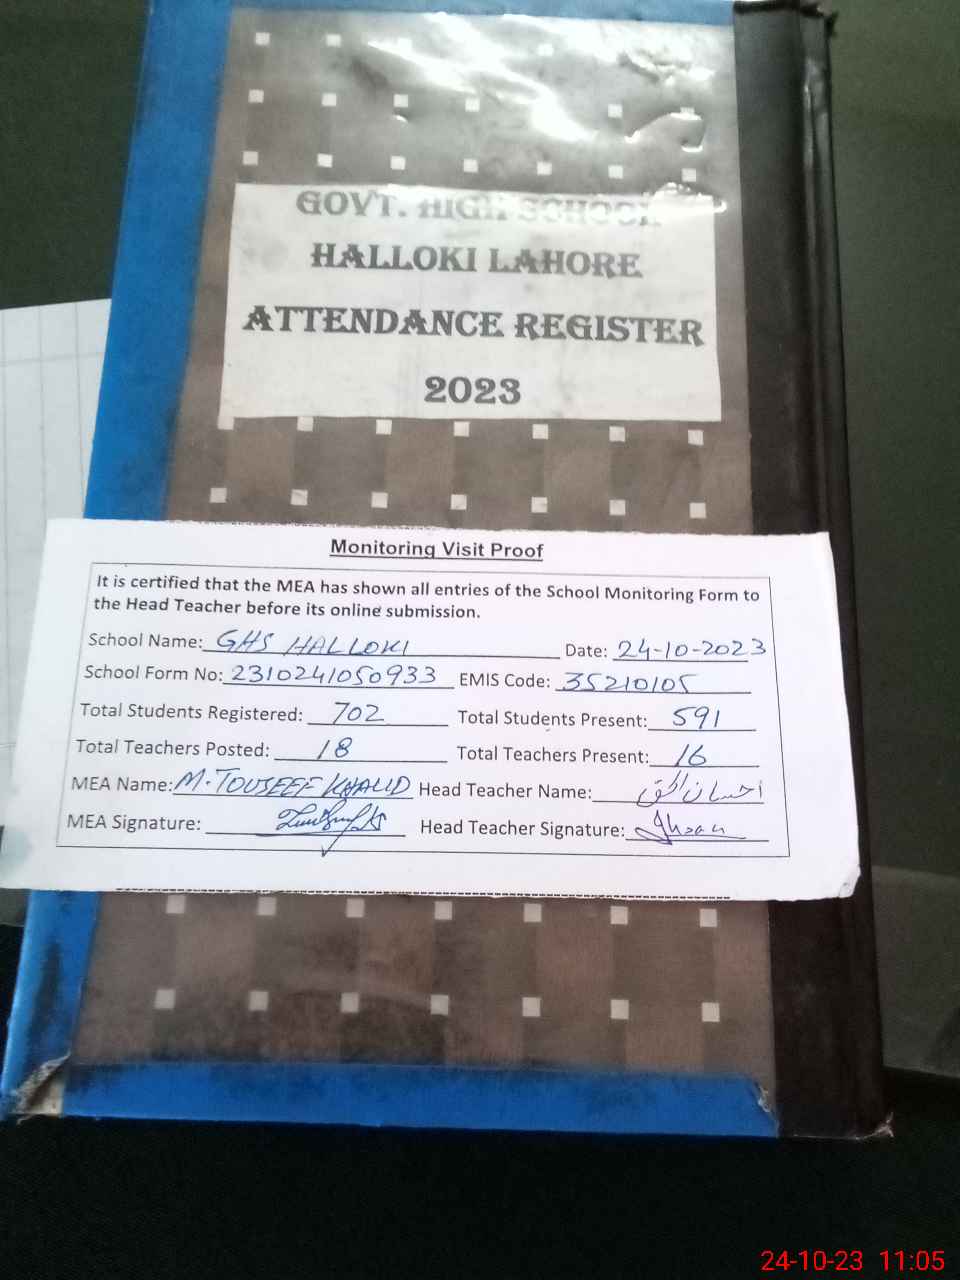 GOVT. HIGH SCHOOL
HALLOKI LAHORE
ATTENDANCE REGISTER
2023
Monitoring Visit Proof
It is certified that the MEA has shown all entries of the School Monitoring Form to
the Head Teacher before its online submission.
School Name: GHS HALLOKI Date: 24-10-2023
School Form No: 2310241050933 EMIS Code: 35210105
Total Students Registered: 702 Total Students Present: 591
Total Teachers Posted: 18 Total Teachers Present: 16
MEA Name: M. TOUSEEF KHALID Head Teacher Name: احسان الحق
MEA Signature: Head Teacher Signature: Ihsan
24-10-23 11:05